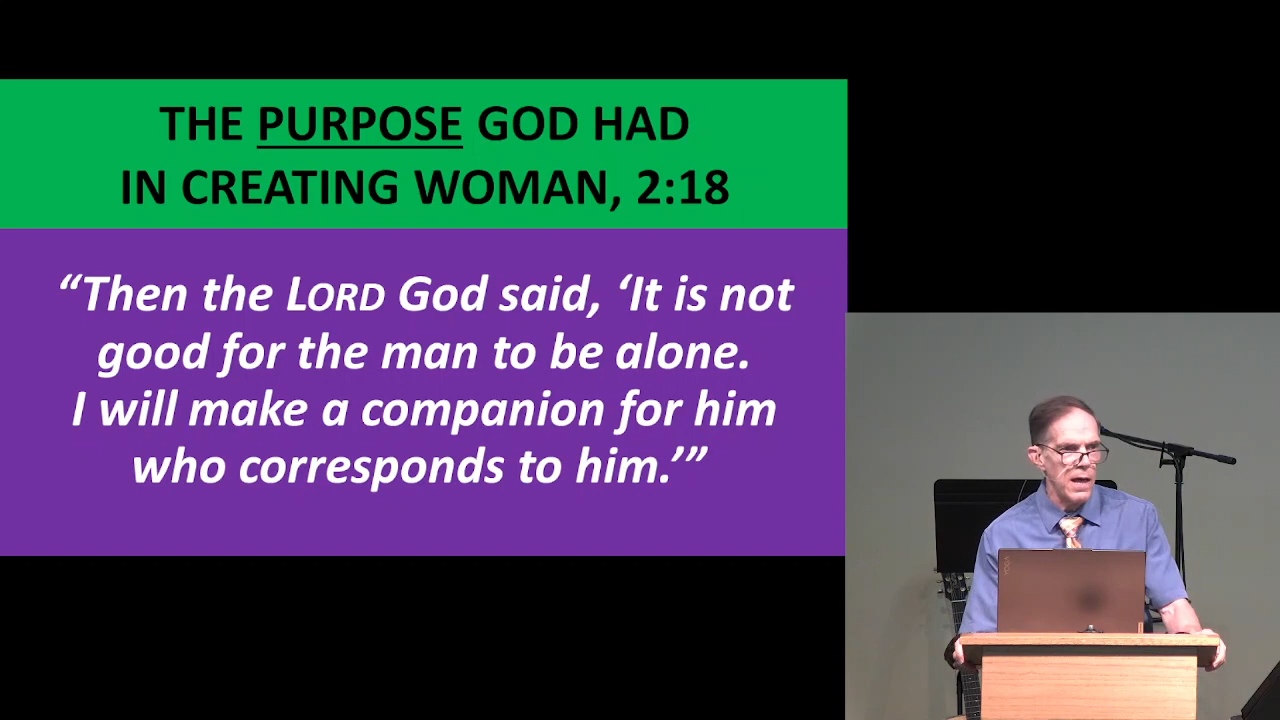 THE PURPOSE GOD HAD
IN CREATING WOMAN, 2:18
“Then the LORD God said, ‘It is not
good for the man to be alone.
I will make a companion for him
who corresponds to him.’”